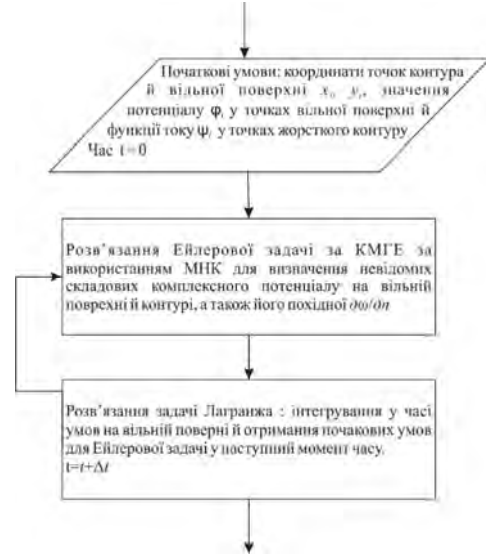 Початкові умови: координати точок контура
й вільної поверхні xᵢ, yᵢ, значення
потенціалу φᵢ у точках вільної поверхні й
функції току ψᵢ у точках жорсткого контуру
Час t=0
Розв'язання Ейлерової задачі за КМГЕ за
використанням МНК для визначення невідомих
складових комплексного потенціалу на вільній
поврехні й контурі, а також його похідної ∂ω/∂n
Розв'язання задачі Лагранжа : інтегрування у часі
умов на вільній поверні й отримання почакових умов
для Ейлерової задачі у наступний момент часу.
t=t+Δt